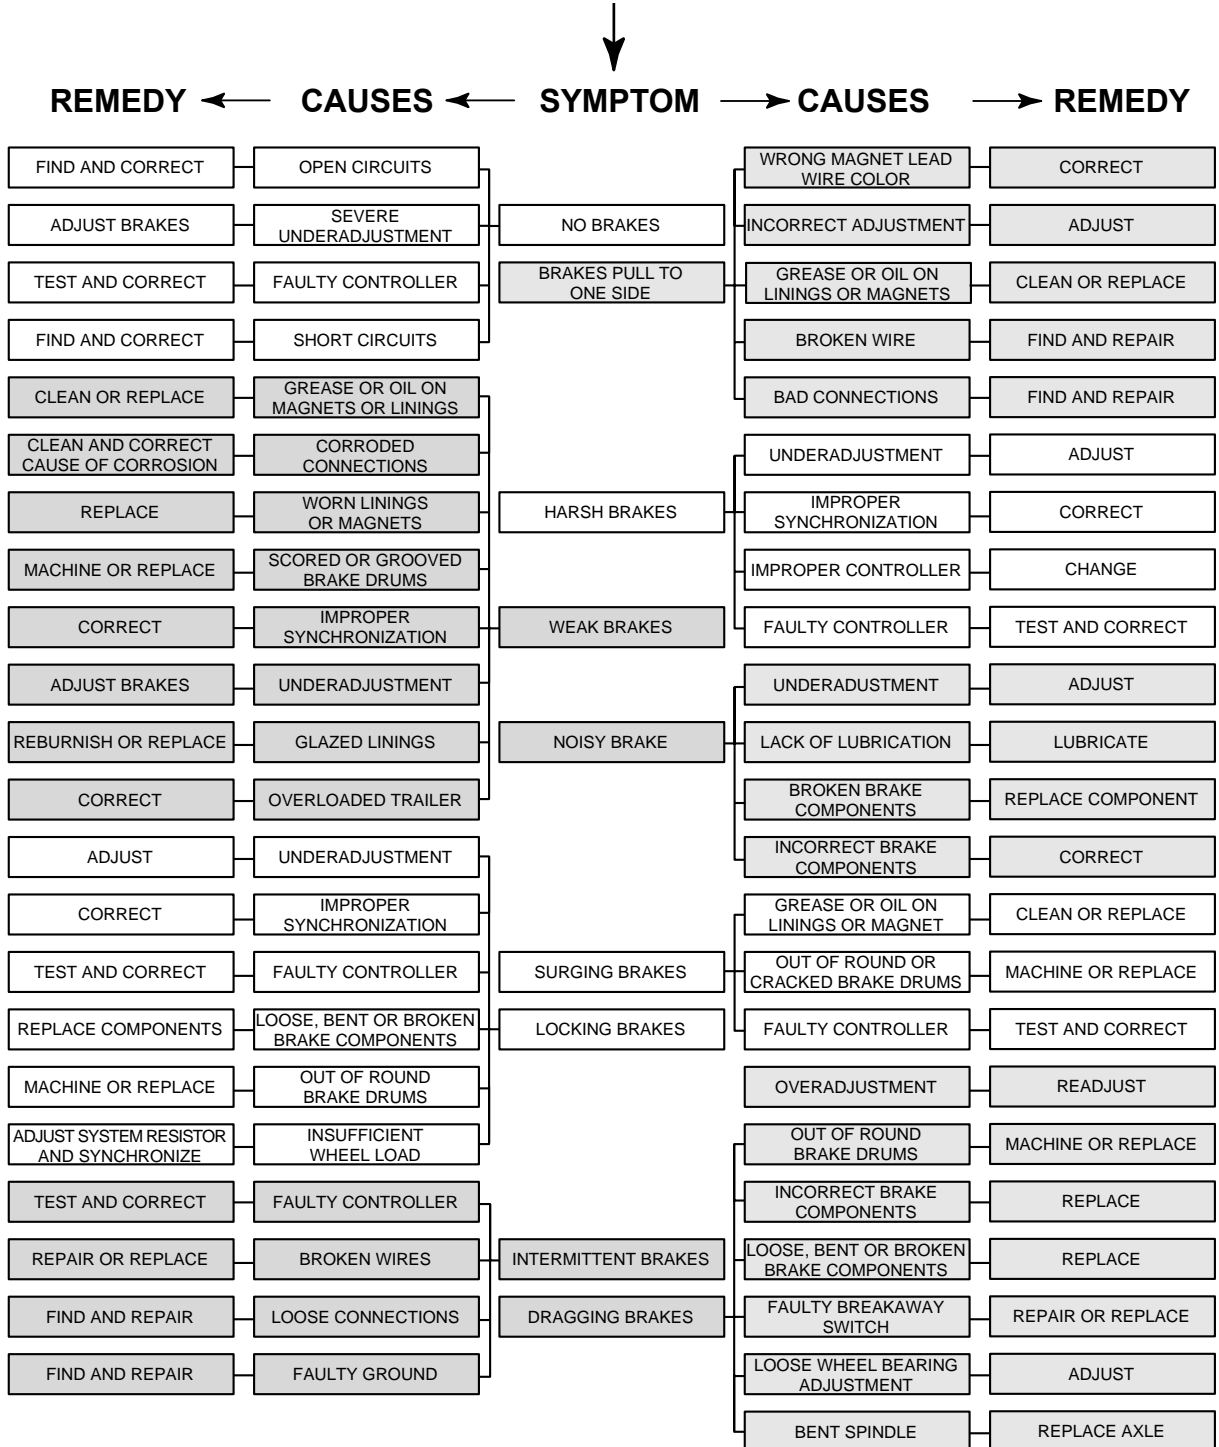 REMEDY CAUSES SYMPTOM CAUSES REMEDY
FIND AND CORRECT
OPEN CIRCUITS
WRONG MAGNET LEAD
WIRE COLOR
CORRECT
ADJUST BRAKES
SEVERE
UNDERADJUSTMENT
NO BRAKES
INCORRECT ADJUSTMENT
ADJUST
TEST AND CORRECT
FAULTY CONTROLLER
BRAKES PULL TO
ONE SIDE
GREASE OR OIL ON
LININGS OR MAGNETS
CLEAN OR REPLACE
FIND AND CORRECT
SHORT CIRCUITS
BROKEN WIRE
FIND AND REPAIR
CLEAN OR REPLACE
GREASE OR OIL ON
MAGNETS OR LININGS
BAD CONNECTIONS
FIND AND REPAIR
CLEAN AND CORRECT
CAUSE OF CORROSION
CORRODED
CONNECTIONS
UNDERADJUSTMENT
ADJUST
REPLACE
WORN LININGS
OR MAGNETS
HARSH BRAKES
IMPROPER
SYNCHRONIZATION
CORRECT
MACHINE OR REPLACE
SCORED OR GROOVED
BRAKE DRUMS
IMPROPER CONTROLLER
CHANGE
CORRECT
IMPROPER
SYNCHRONIZATION
WEAK BRAKES
FAULTY CONTROLLER
TEST AND CORRECT
ADJUST BRAKES
UNDERADJUSTMENT
UNDERADUSTMENT
ADJUST
REBURNISH OR REPLACE
GLAZED LININGS
NOISY BRAKE
LACK OF LUBRICATION
LUBRICATE
CORRECT
OVERLOADED TRAILER
BROKEN BRAKE
COMPONENTS
REPLACE COMPONENT
ADJUST
UNDERADJUSTMENT
INCORRECT BRAKE
COMPONENTS
CORRECT
CORRECT
IMPROPER
SYNCHRONIZATION
GREASE OR OIL ON
LININGS OR MAGNET
CLEAN OR REPLACE
TEST AND CORRECT
FAULTY CONTROLLER
SURGING BRAKES
OUT OF ROUND OR
CRACKED BRAKE DRUMS
MACHINE OR REPLACE
REPLACE COMPONENTS
LOOSE, BENT OR BROKEN
BRAKE COMPONENTS
LOCKING BRAKES
FAULTY CONTROLLER
TEST AND CORRECT
MACHINE OR REPLACE
OUT OF ROUND
BRAKE DRUMS
OVERADJUSTMENT
READJUST
ADJUST SYSTEM RESISTOR
AND SYNCHRONIZE
INSUFFICIENT
WHEEL LOAD
OUT OF ROUND
BRAKE DRUMS
MACHINE OR REPLACE
TEST AND CORRECT
FAULTY CONTROLLER
INCORRECT BRAKE
COMPONENTS
REPLACE
REPAIR OR REPLACE
BROKEN WIRES
INTERMITTENT BRAKES
LOOSE, BENT OR BROKEN
BRAKE COMPONENTS
REPLACE
FIND AND REPAIR
LOOSE CONNECTIONS
DRAGGING BRAKES
FAULTY BREAKAWAY
SWITCH
REPAIR OR REPLACE
FIND AND REPAIR
FAULTY GROUND
LOOSE WHEEL BEARING
ADJUSTMENT
ADJUST
BENT SPINDLE
REPLACE AXLE